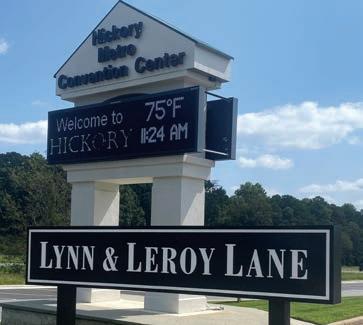 Hickory
Metro
Convention Center
Welcome to 75°F
HICKORY 11:24 AM
LYNN & LEROY LANE